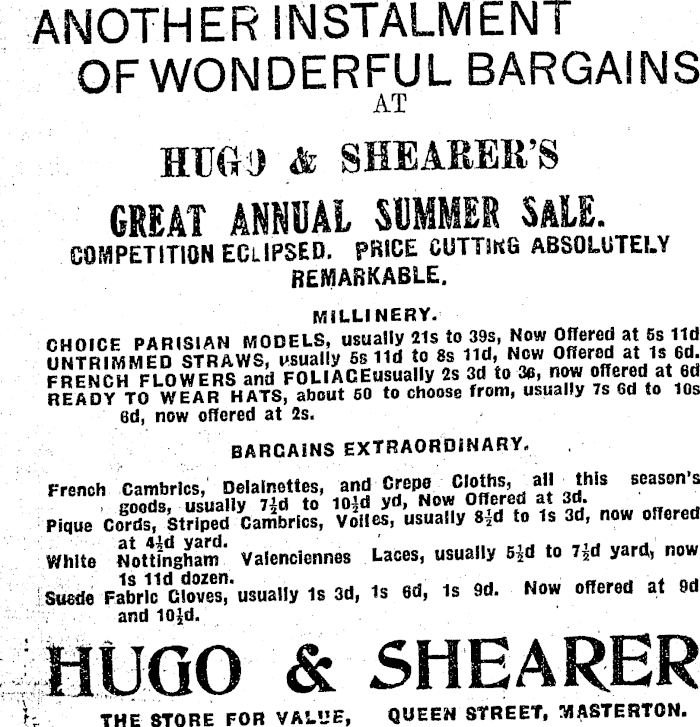 ANOTHER INSTALMENT
OF WONDERFUL BARGAINS
AT
HUGO & SHEARER'S
GREAT ANNUAL SUMMER SALE.
COMPETITION ECLIPSED. PRICE CUTTING ABSOLUTELY
REMARKABLE.
MILLINERY.
CHOICE PARISIAN MODELS, usually 21s to 39s, Now Offered at 5s 11d
UNTRIMMED STRAWS, usually 5s 11d to 8s 11d, Now Offered at 1s 6d.
FRENCH FLOWERS and FOLIAGE usually 2s 3d to 3s, now offered at 6d
READY TO WEAR HATS, about 50 to choose from, usually 7s 6d to 10s
6d, now offered at 2s.
BARGAINS EXTRAORDINARY.
French Cambrics, Delainettes, and Crepe Cloths, all this season's
goods, usually 7½d to 10½d yd, Now Offered at 3d.
Pique Cords, Striped Cambrics, Voiles, usually 8½d to 1s 3d, now offered
at 4½d yard.
White Nottingham Valenciennes Laces, usually 5½d to 7½d yard, now
1s 11d dozen.
Suede Fabric Gloves, usually 1s 3d, 1s 6d, 1s 9d. Now offered at 9d
and 10½d.
HUGO & SHEARER
THE STORE FOR VALUE, QUEEN STREET, MASTERTON.